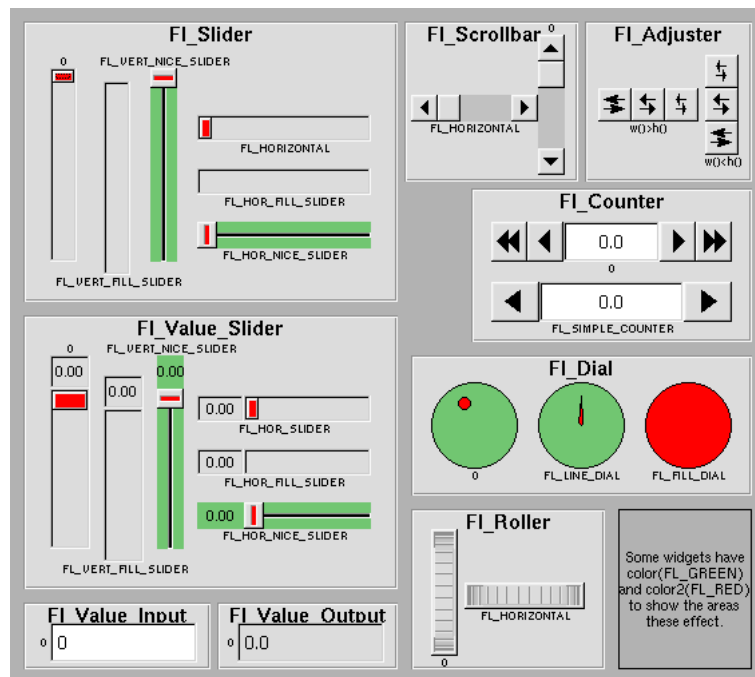 Fl_Slider
0
FL_VERT_NICE_SLIDER
FL_HORIZONTAL
FL_HOR_FILL_SLIDER
FL_HOR_NICE_SLIDER
FL_VERT_FILL_SLIDER
Fl_Scrollbar
0
FL_HORIZONTAL
Fl_Adjuster
w()>h()
w()<h()
Fl_Counter
0.0
0
0.0
FL_SIMPLE_COUNTER
Fl_Value_Slider
0
FL_VERT_NICE_SLIDER
0.00
0.00
0.00
0.00
FL_HOR_SLIDER
0.00
FL_HOR_FILL_SLIDER
0.00
FL_HOR_NICE_SLIDER
FL_VERT_FILL_SLIDER
Fl_Dial
0
FL_LINE_DIAL
FL_FILL_DIAL
Fl_Roller
FL_HORIZONTAL
0
Some widgets have
color(FL_GREEN)
and color2(FL_RED)
to show the areas
these effect.
Fl_Value_Input
0
0
Fl_Value_Output
0
0.0